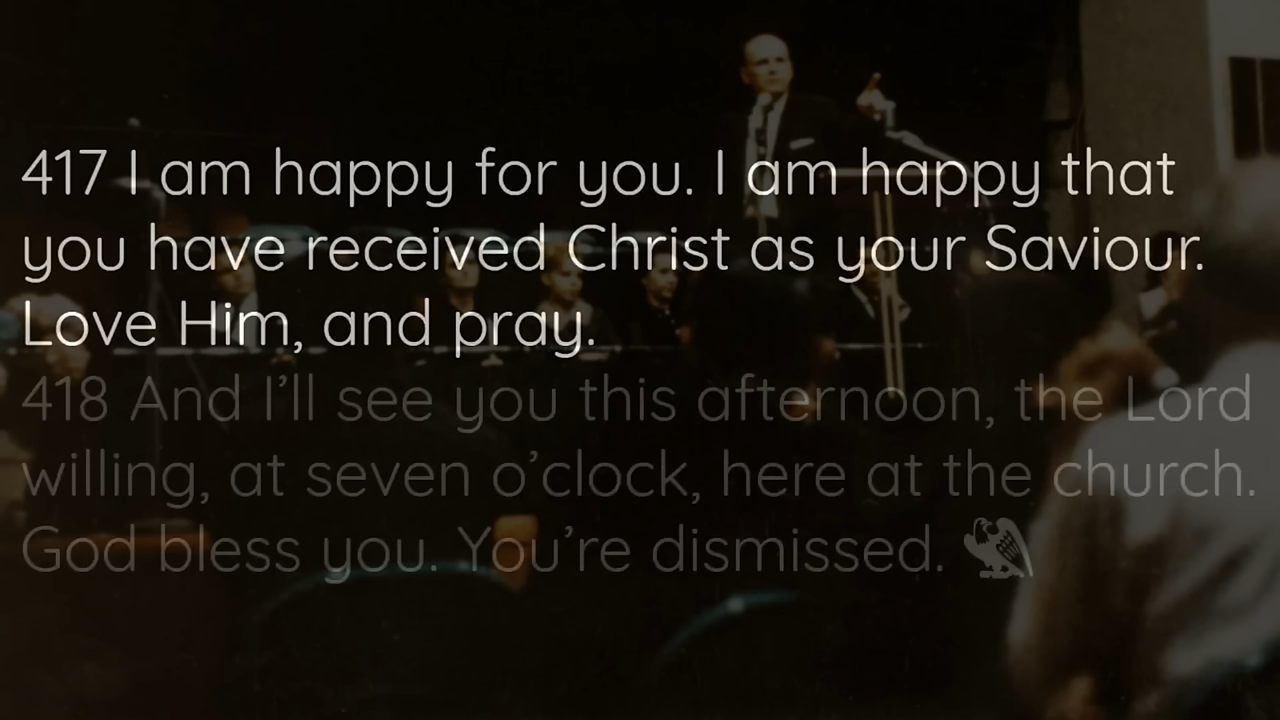 417 I am happy for you. I am happy that
you have received Christ as your Saviour.
Love Him, and pray.
418 And I’ll see you this afternoon, the Lord
willing, at seven o’clock, here at the church.
God bless you. You’re dismissed.